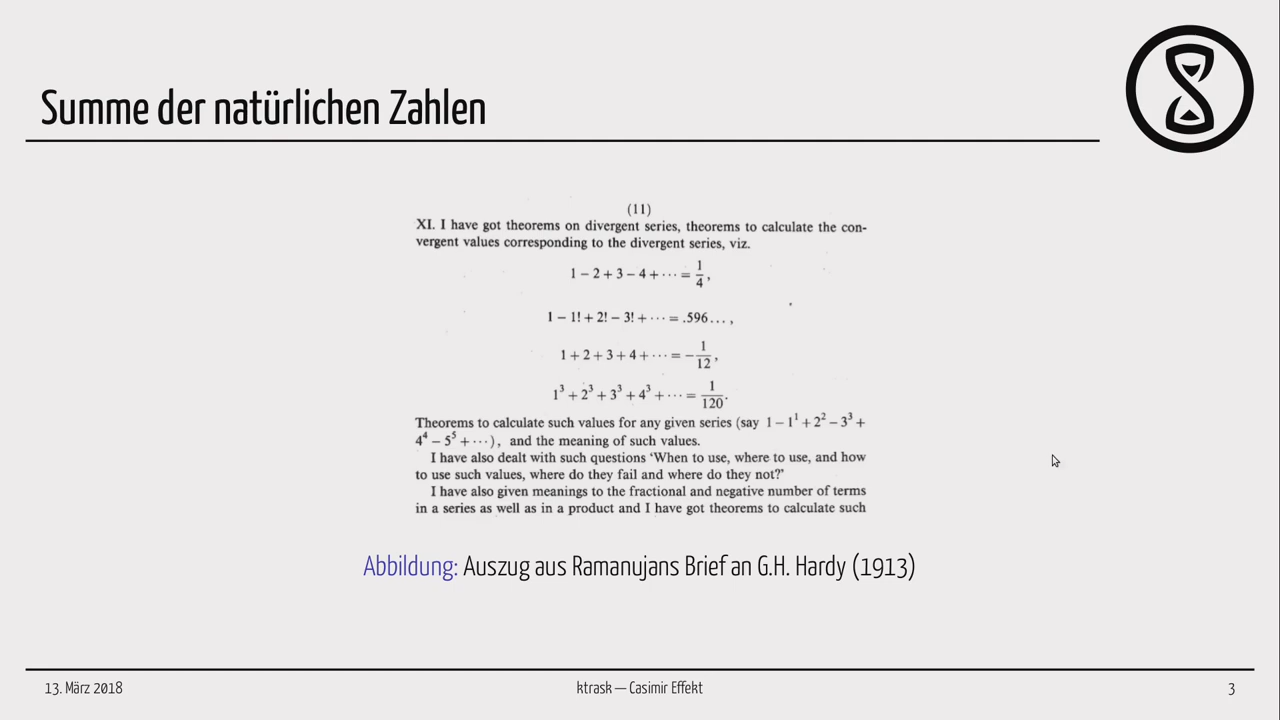 Summe der natürlichen Zahlen
(11)
XI. I have got theorems on divergent series, theorems to calculate the con-
vergent values corresponding to the divergent series, viz.
1 − 2 + 3 − 4 + ··· = 1/4,
1 − 1! + 2! − 3! + ··· = .596...,
1 + 2 + 3 + 4 + ··· = −1/12,
1³ + 2³ + 3³ + 4³ + ··· = 1/120.
Theorems to calculate such values for any given series (say 1 − 1¹ + 2² − 3³ +
4⁴ − 5⁵ + ···), and the meaning of such values.
I have also dealt with such questions ‘When to use, where to use, and how
to use such values, where do they fail and where do they not?’
I have also given meanings to the fractional and negative number of terms
in a series as well as in a product and I have got theorems to calculate such
Abbildung: Auszug aus Ramanujans Brief an G.H. Hardy (1913)
13. März 2018
ktrask — Casimir Effekt
3